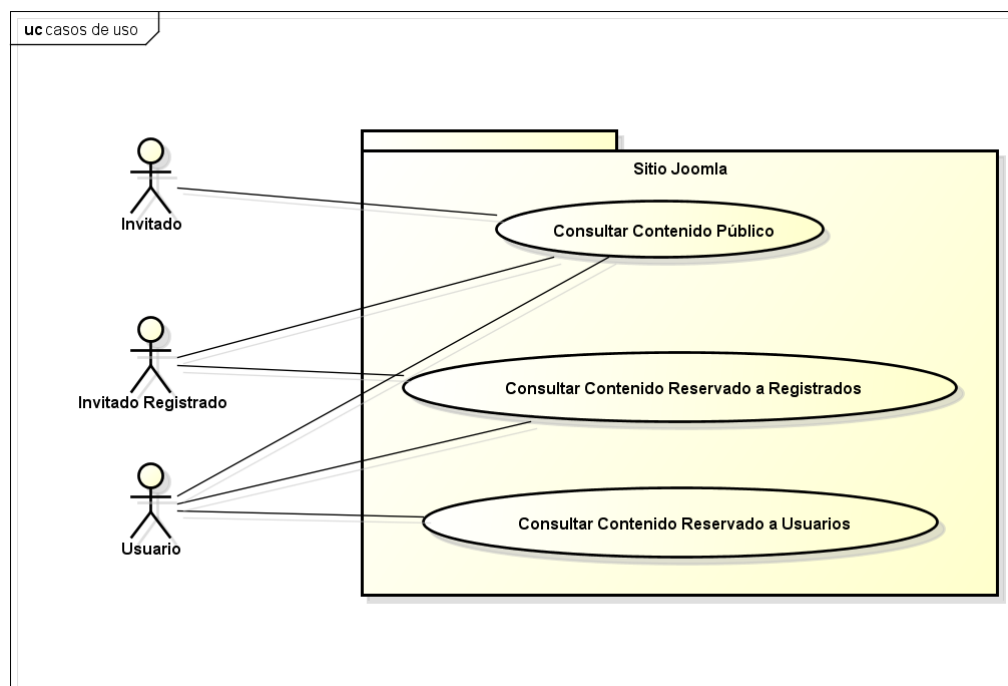 uc casos de uso
Sitio Joomla
Invitado
Consultar Contenido Público
Invitado Registrado
Consultar Contenido Reservado a Registrados
Usuario
Consultar Contenido Reservado a Usuarios